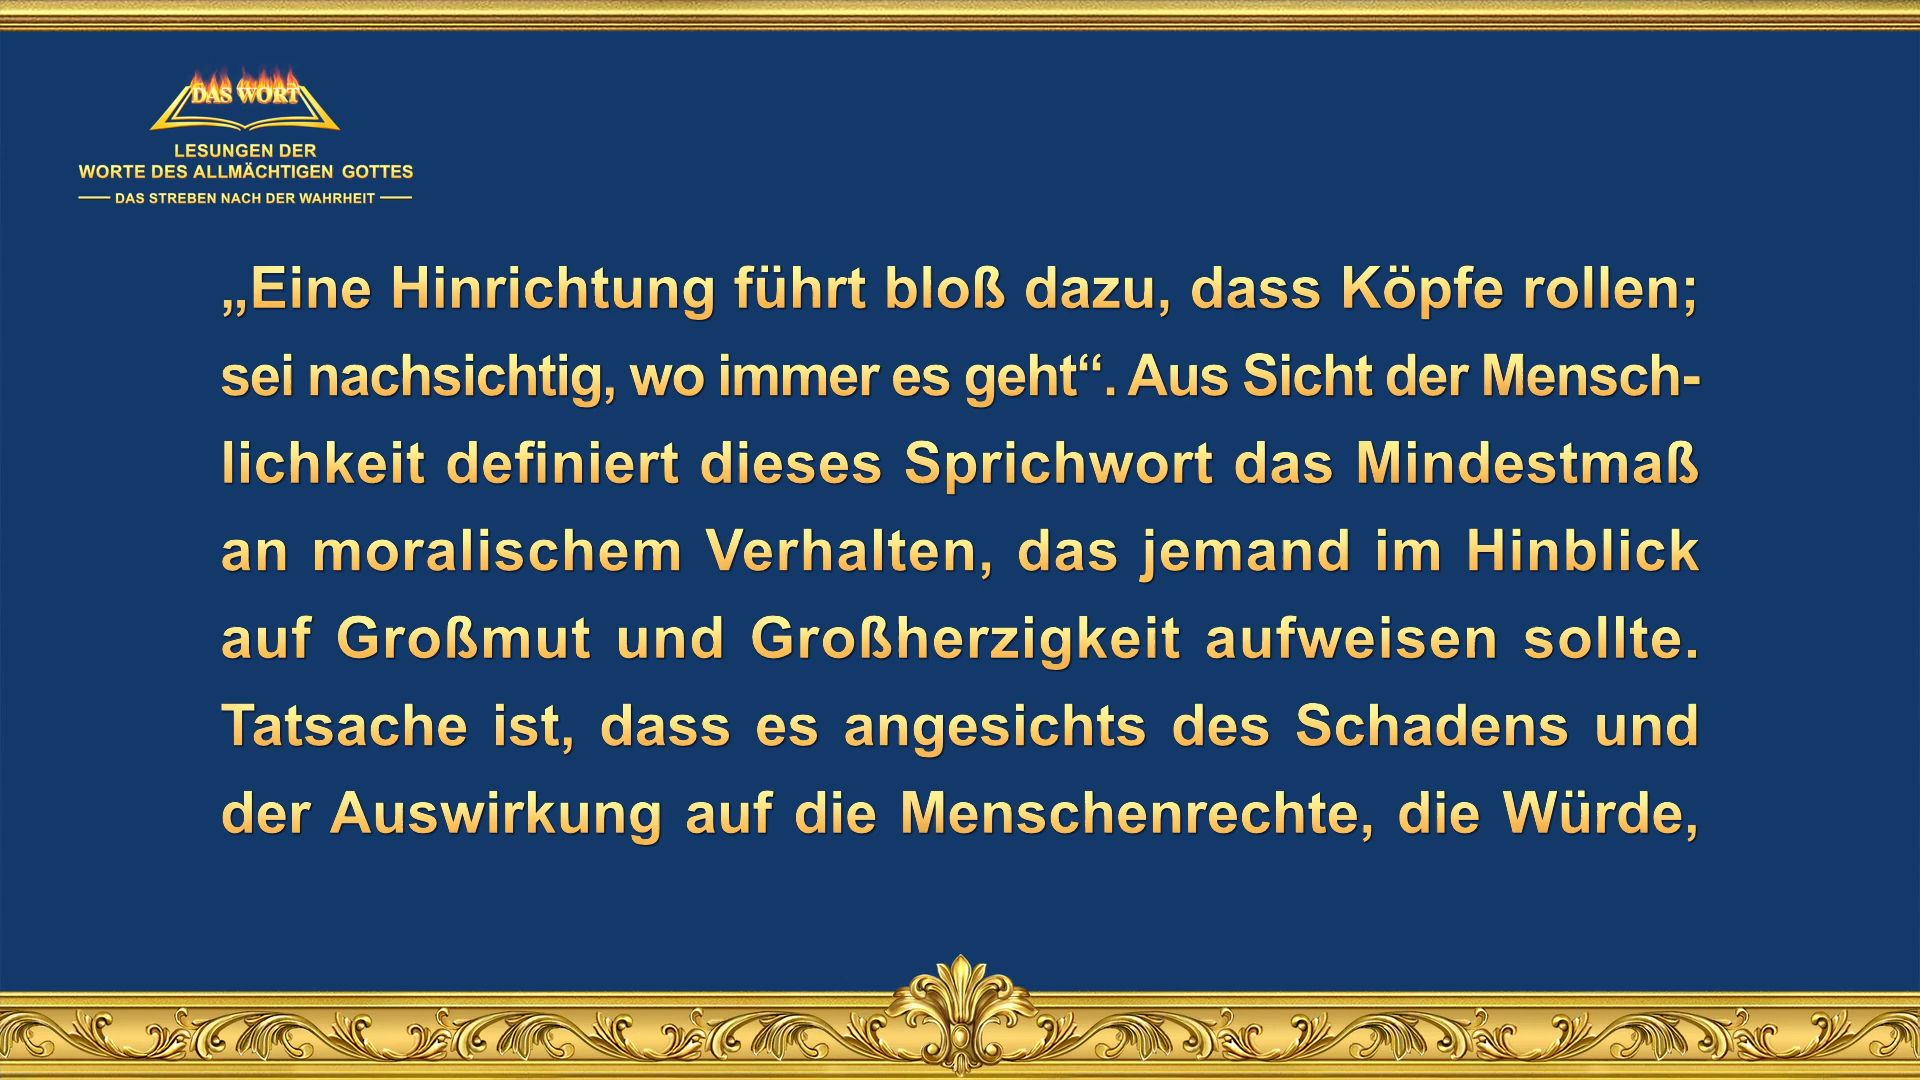 DAS WORT
LESUNGEN DER
WORTE DES ALLMÄCHTIGEN GOTTES
DAS STREBEN NACH DER WAHRHEIT
„Eine Hinrichtung führt bloß dazu, dass Köpfe rollen;
sei nachsichtig, wo immer es geht“. Aus Sicht der Mensch-
lichkeit definiert dieses Sprichwort das Mindestmaß
an moralischem Verhalten, das jemand im Hinblick
auf Großmut und Großherzigkeit aufweisen sollte.
Tatsache ist, dass es angesichts des Schadens und
der Auswirkung auf die Menschenrechte, die Würde,